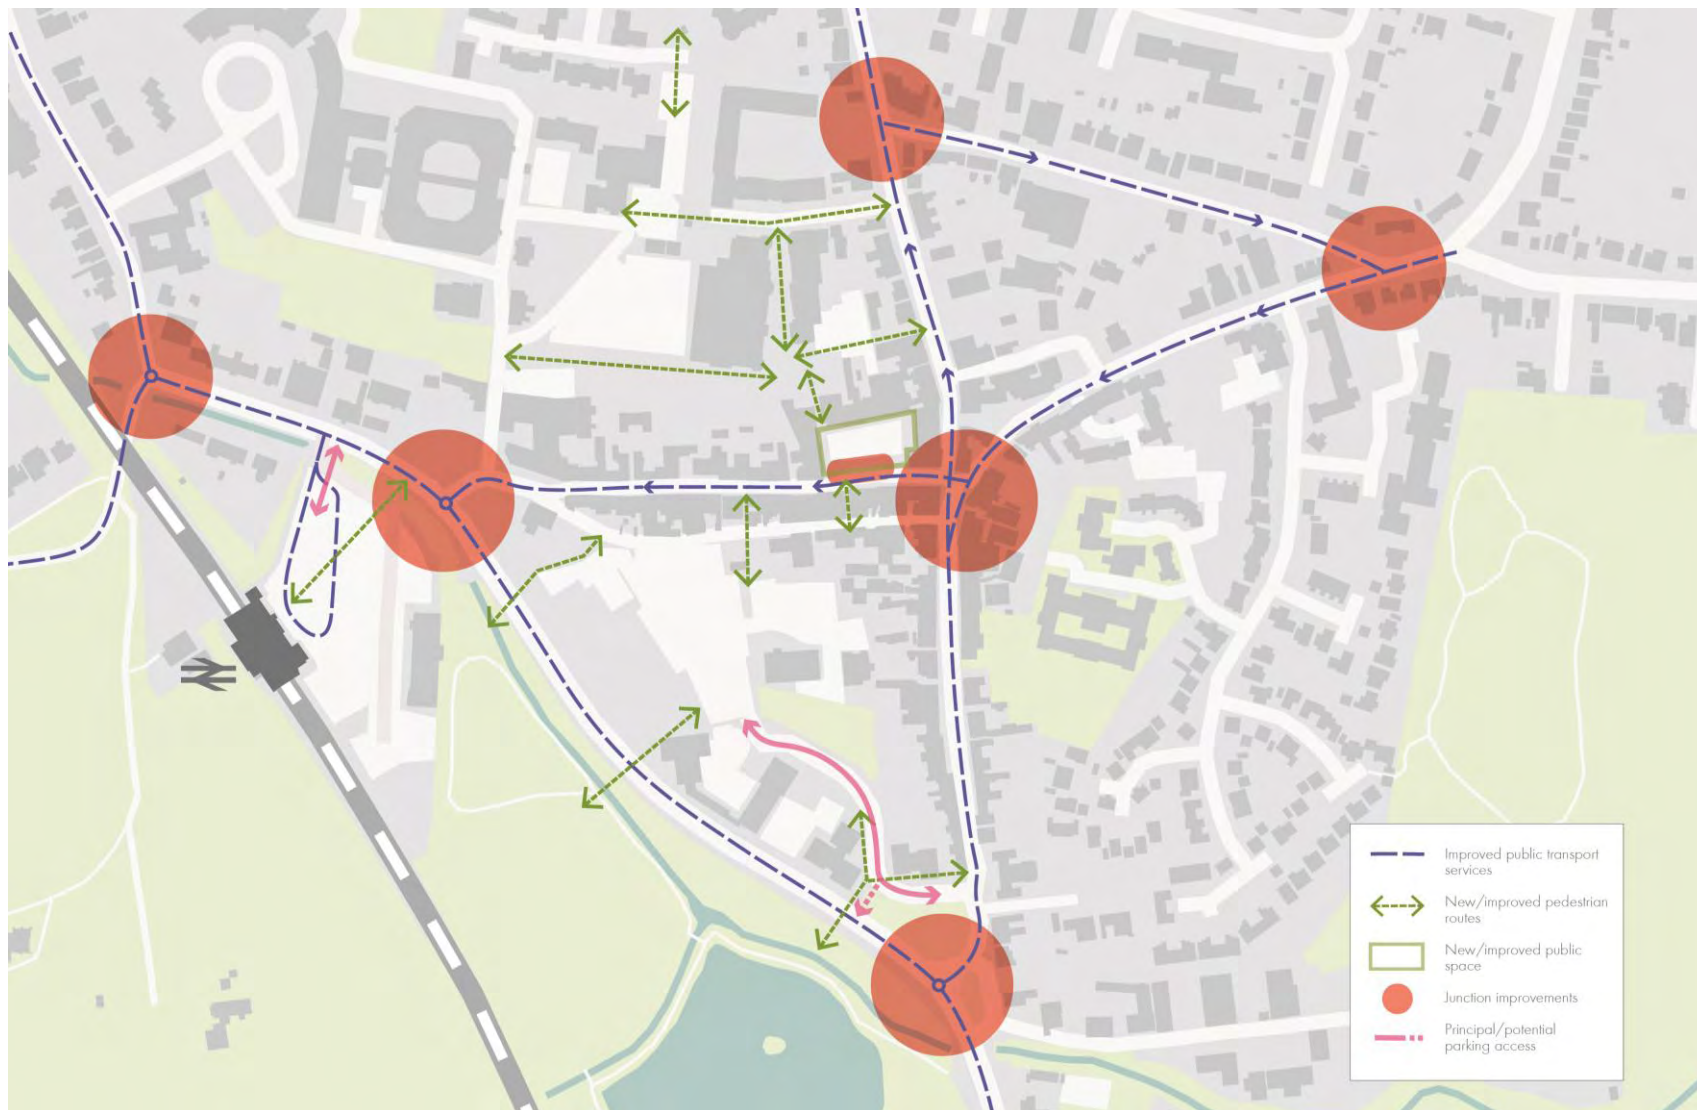 Improved public transport
services
New/improved pedestrian
routes
New/improved public
space
Junction improvements
Principal/potential
parking access